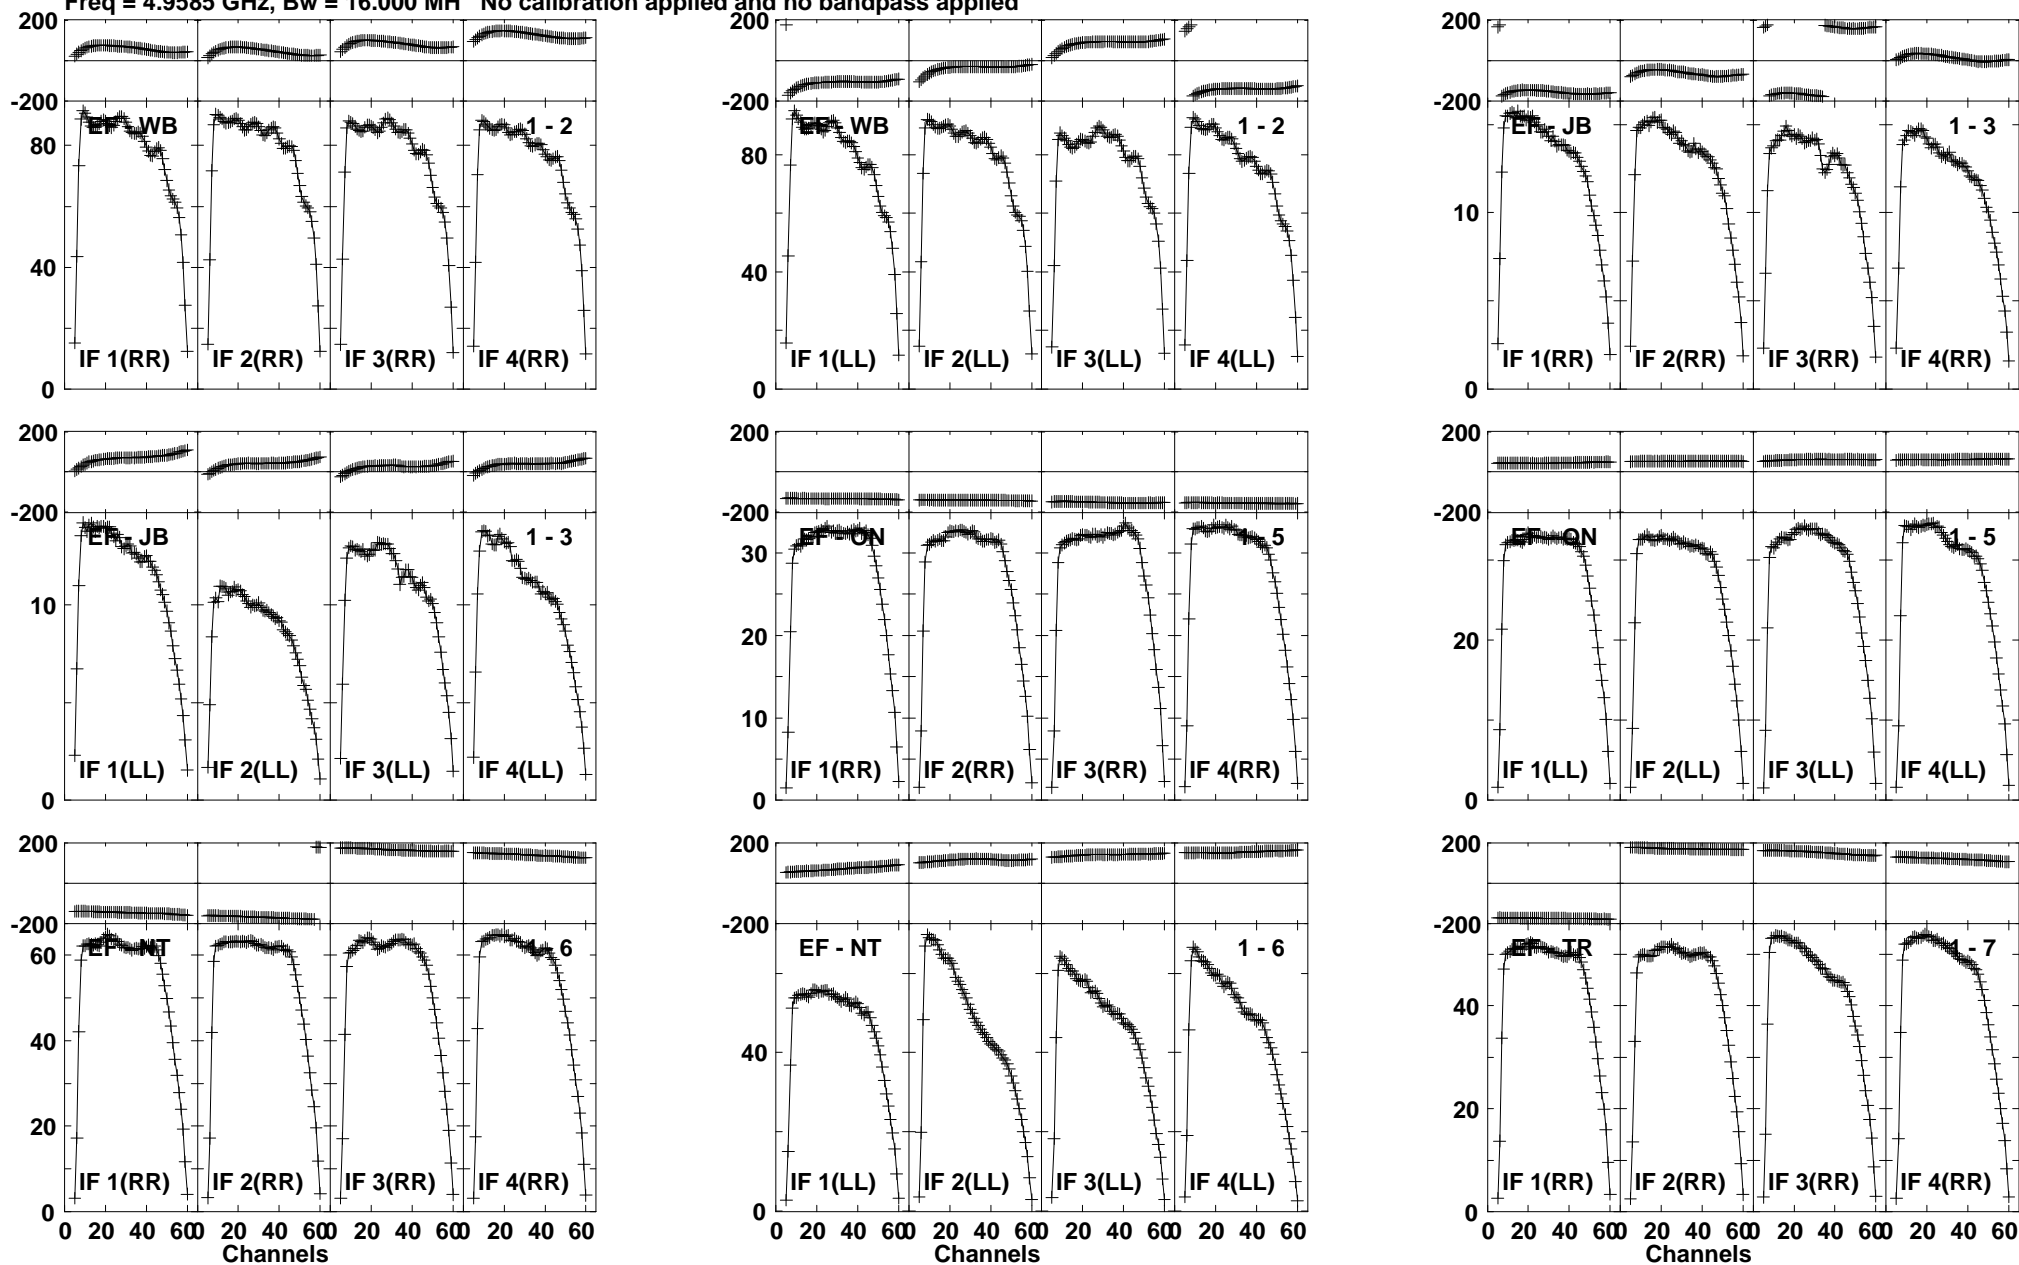 Freq = 4.9585 GHz, Bw = 16.000 MH No calibration applied and no bandpass applied
200 200 200
-200 -200 -200
EF - WB 1 - 2 EF - WB 1 - 2 EF - JB 1 - 3
80 80 10
40 40
IF 1(RR) IF 2(RR) IF 3(RR) IF 4(RR) IF 1(LL) IF 2(LL) IF 3(LL) IF 4(LL) IF 1(RR) IF 2(RR) IF 3(RR) IF 4(RR)
0 0 0
200 200 200
-200 -200 -200
EF - JB 1 - 3 EF - ON 1 - 5 EF - ON 1 - 5
30
10 20 20
10
IF 1(LL) IF 2(LL) IF 3(LL) IF 4(LL) IF 1(RR) IF 2(RR) IF 3(RR) IF 4(RR) IF 1(LL) IF 2(LL) IF 3(LL) IF 4(LL)
0 0 0
200 200 200
-200 -200 -200
EF - NT 1 - 6 EF - NT 1 - 6 EF - TR 1 - 7
60
40 40 40
20 20
IF 1(RR) IF 2(RR) IF 3(RR) IF 4(RR) IF 1(LL) IF 2(LL) IF 3(LL) IF 4(LL) IF 1(RR) IF 2(RR) IF 3(RR) IF 4(RR)
0 0 0
0 20 40 60 0 20 40 60 0 20 40 60 0 20 40 60 0 20 40 60 0 20 40 60 0 20 40 60 0 20 40 60 0 20 40 60 0 20 40 60 0 20 40 60 0 20 40 60
Channels Channels Channels